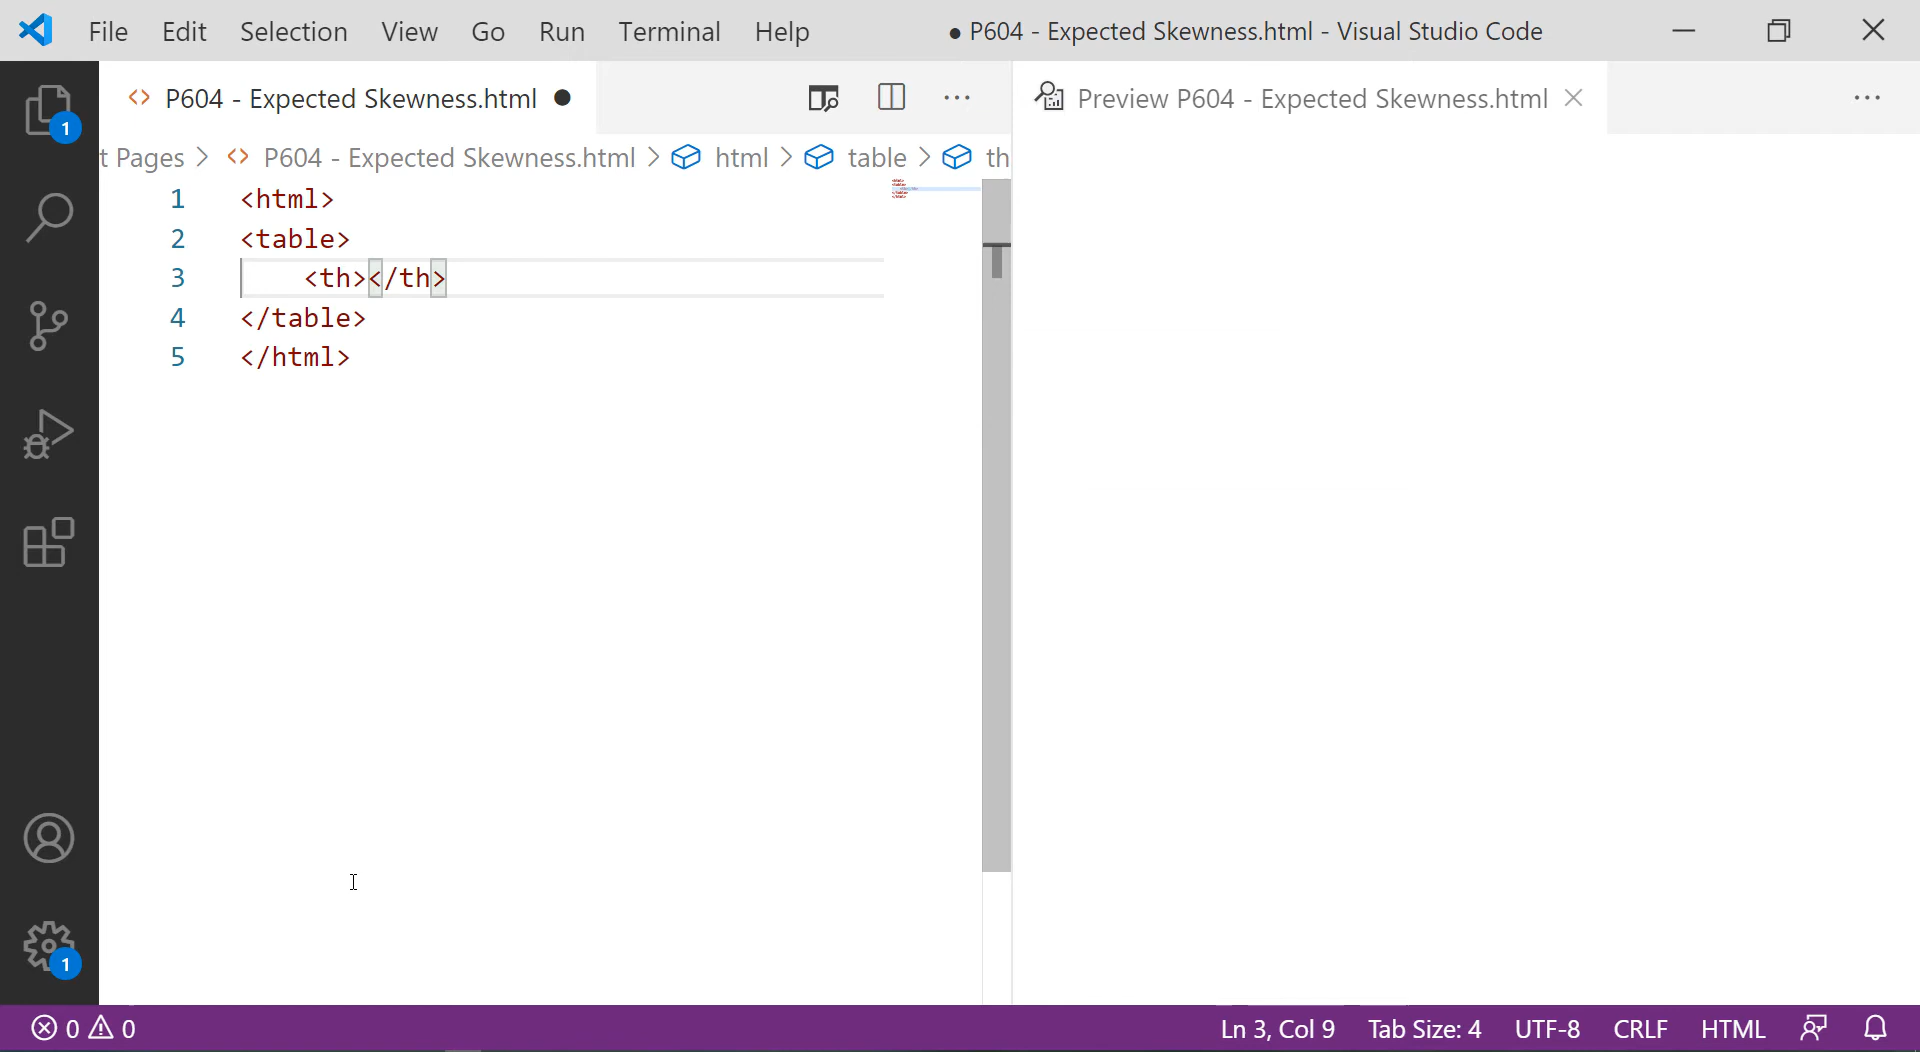 File Edit Selection View Go Run Terminal Help ● P604 - Expected Skewness.html - Visual Studio Code
P604 - Expected Skewness.html ●
Preview P604 - Expected Skewness.html
t Pages > P604 - Expected Skewness.html > html > table > th
1 <html>
2 <table>
3 <th></th>
4 </table>
5 </html>
1
1
0 0 Ln 3, Col 9 Tab Size: 4 UTF-8 CRLF HTML